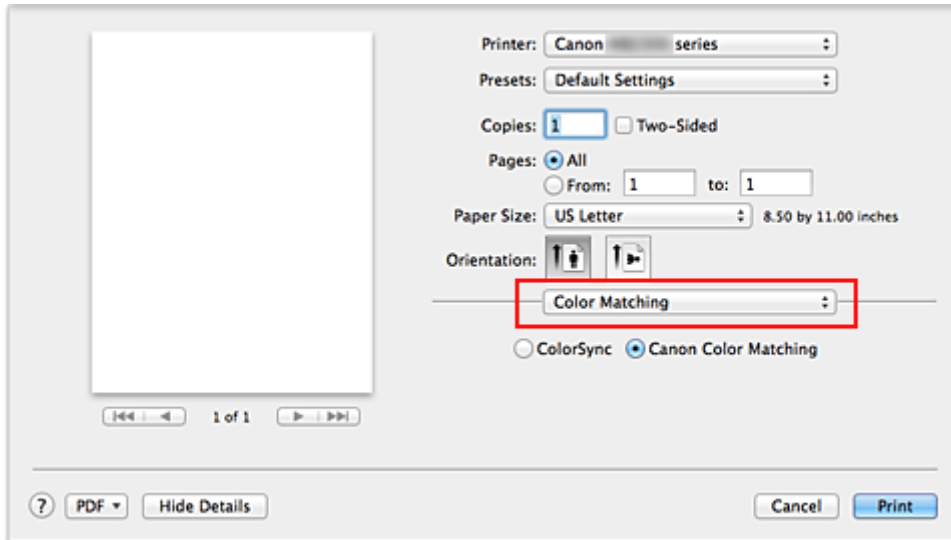 Printer: Canon series
Presets: Default Settings
Copies: 1 Two-Sided
Pages: All
From: 1 to: 1
Paper Size: US Letter 8.50 by 11.00 inches
Orientation:
Color Matching
ColorSync Canon Color Matching
1 of 1
? PDF Hide Details Cancel Print